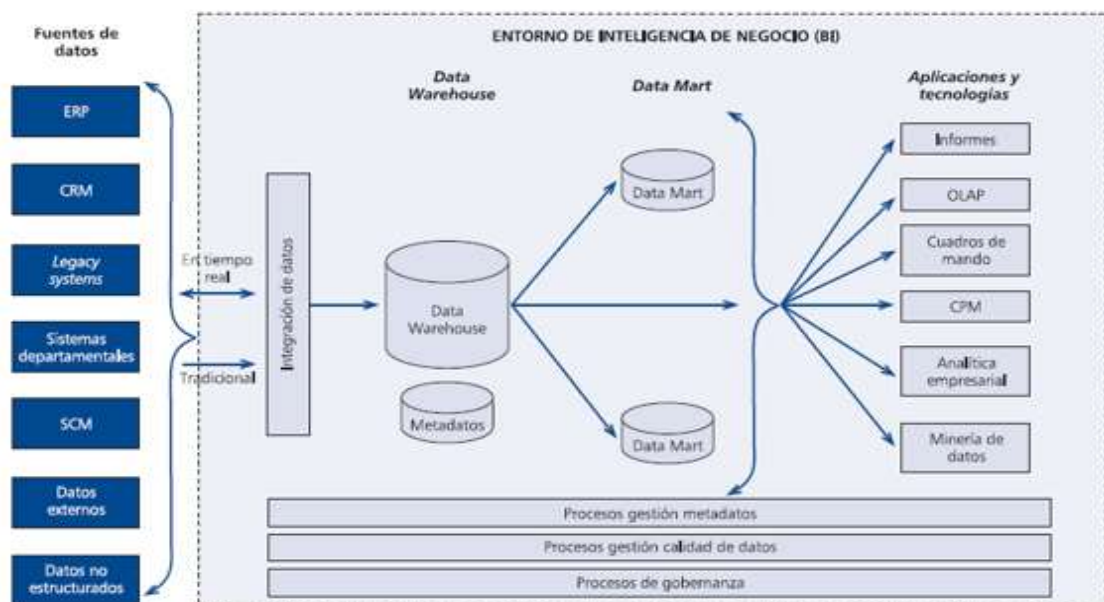 Fuentes de
datos
ERP
CRM
Legacy
systems
Sistemas
departamentales
SCM
Datos
externos
Datos no
estructurados
ENTORNO DE INTELIGENCIA DE NEGOCIO (BI)
En tiempo
real
Tradicional
Integración de datos
Data
Warehouse
Data
Warehouse
Metadatos
Data Mart
Data Mart
Data Mart
Aplicaciones y
tecnologías
Informes
OLAP
Cuadros de
mando
CPM
Analítica
empresarial
Minería de
datos
Procesos gestión metadatos
Procesos gestión calidad de datos
Procesos de gobernanza